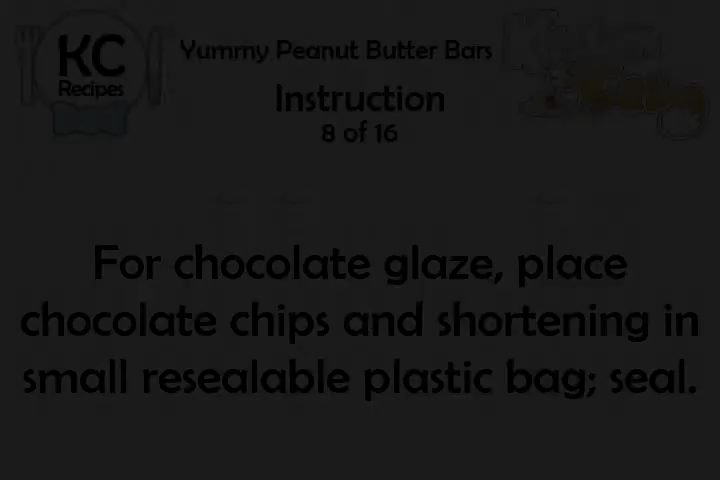 KC
Recipes
Yummy Peanut Butter Bars
Instruction
8 of 16
For chocolate glaze, place
chocolate chips and shortening in
small resealable plastic bag; seal.